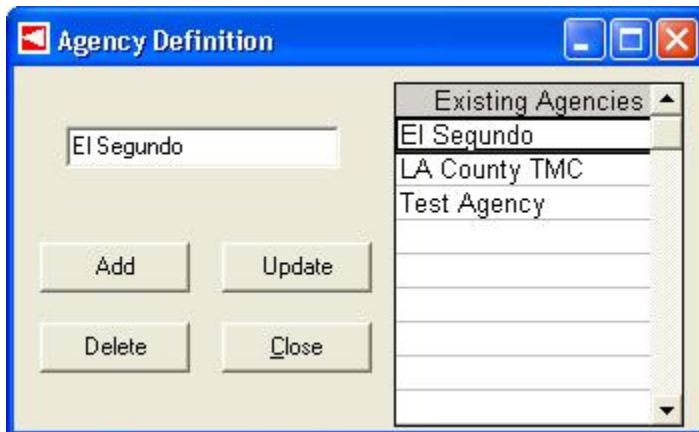 Agency Definition
El Segundo
Add
Update
Delete
Close
Existing Agencies
El Segundo
LA County TMC
Test Agency